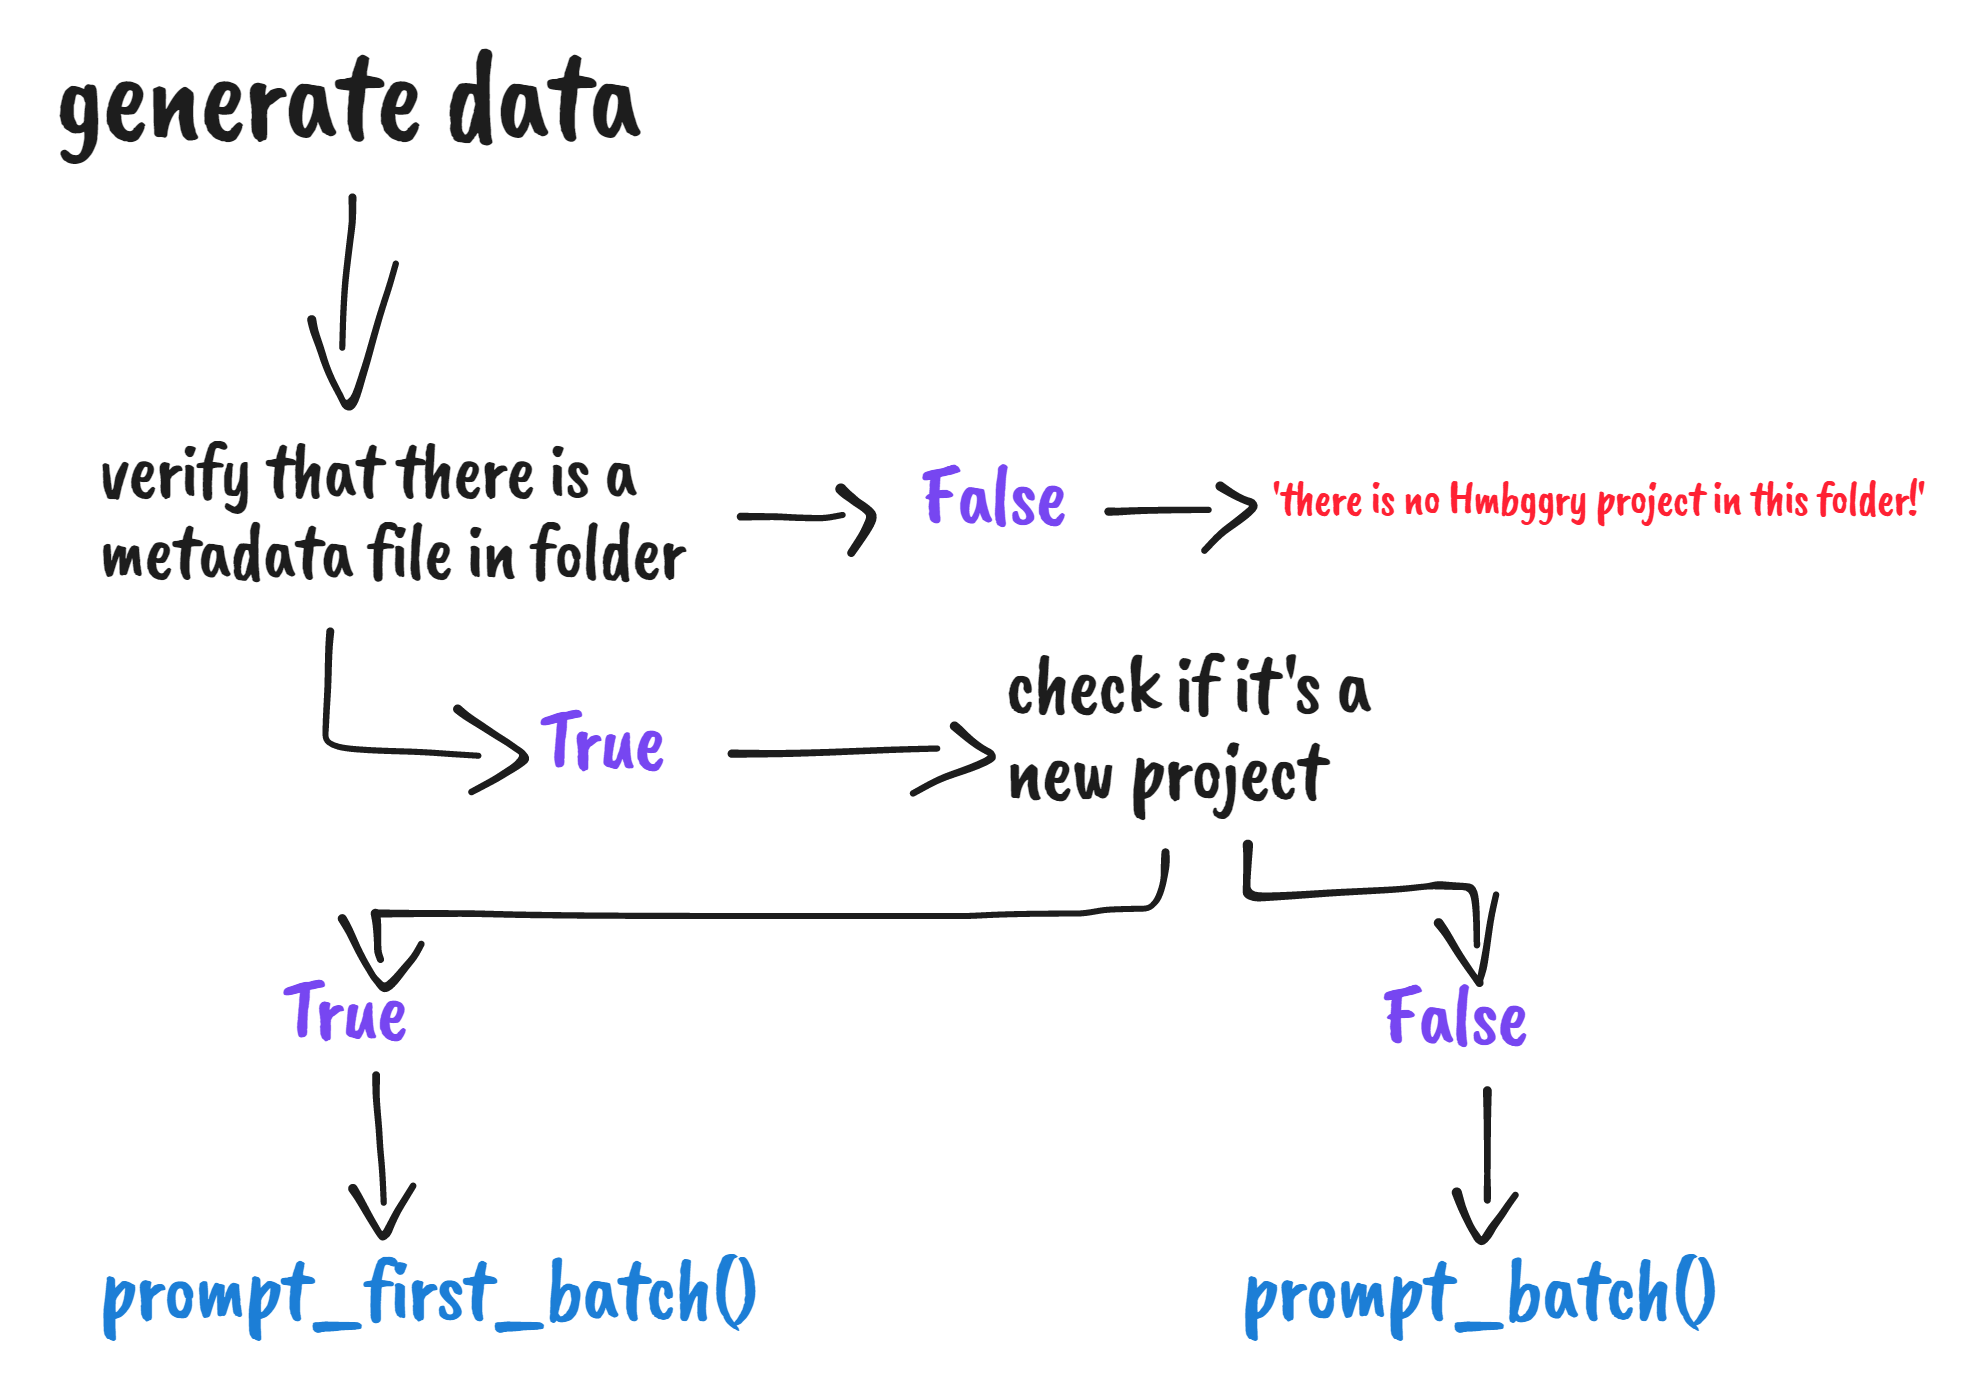 generate data
verify that there is a
metadata file in folder
False
'there is no Hmbggry project in this folder!'
True
check if it's a
new project
True
False
prompt_first_batch()
prompt_batch()